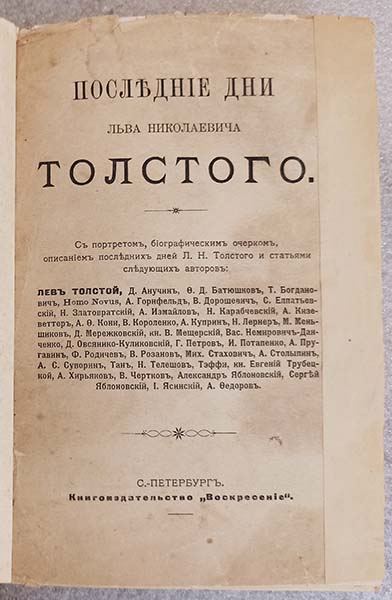 ПОСЛѢДНІЕ ДНИ
ЛЬВА НИКОЛАЕВИЧА
ТОЛСТОГО.
Съ портретомъ, біографическимъ очеркомъ,
описаніемъ послѣднихъ дней Л. Н. Толстого и статьями
слѣдующихъ авторовъ:
ЛЕВЪ ТОЛСТОЙ, Д. Анучинъ, Ѳ. Д. Батюшковъ, Т. Богдано-
вичъ, Homo Novus, А. Горнфельдъ, В. Дорошевичъ, С. Елпатьев-
скій, Н. Златовратскій, А. Измайловъ, Н. Карабчевскій, А. Кизе-
веттеръ, А. Ѳ. Кони, В. Короленко, А. Купринъ, Н. Лернеръ, М. Мень-
шиковъ, Д. Мережковскій, кн. В. Мещерскій, Вас. Немировичъ-Дан-
ченко, Д. Овсянико-Куликовскій, Г. Петровъ, И. Потапенко, А. Пру-
гавинъ, Ф. Родичевъ, В. Розановъ, Мих. Стаховичъ, А. Столыпинъ,
А. С. Суворинъ, Танъ, Н. Телешовъ, Тэффи, кн. Евгеній Трубец-
кой, А. Хирьяковъ, В. Чертковъ, Александръ Яблоновскій, Сергѣй
Яблоновскій, І. Ясинскій, А. Ѳедоровъ.
С.-ПЕТЕРБУРГЪ.
Книгоиздательство „Воскресеніе".